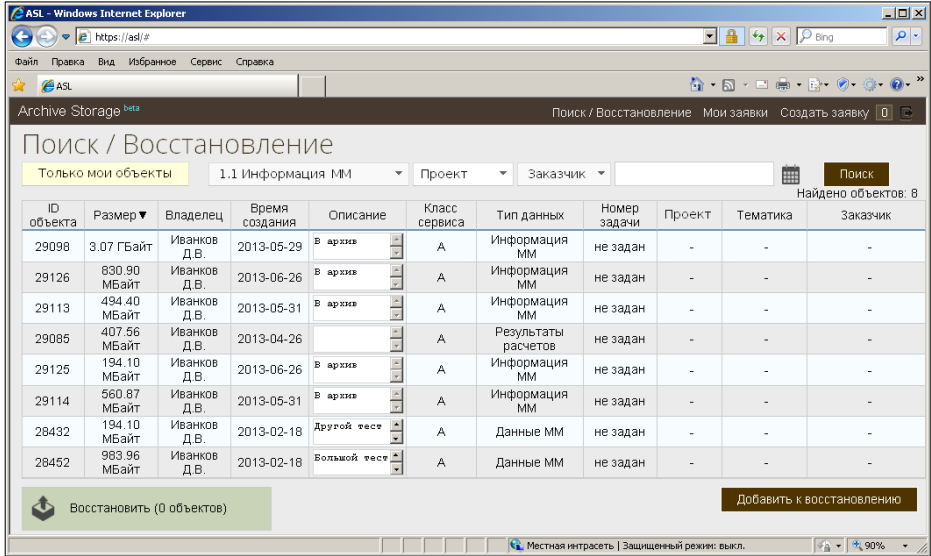 ASL - Windows Internet Explorer
https://asl/#
Bing
Файл Правка Вид Избранное Сервис Справка
ASL
Archive Storage beta
Поиск / Восстановление Мои заявки Создать заявку 0
Поиск / Восстановление
Только мои объекты 1.1 Информация ММ Проект Заказчик Поиск
Найдено объектов: 8
ID объекта Размер▼ Владелец Время создания Описание Класс сервиса Тип данных Номер задачи Проект Тематика Заказчик
29098 3.07 ГБайт Иванков Д.В. 2013-05-29 В архив А Информация ММ не задан - - -
29126 830.90 МБайт Иванков Д.В. 2013-06-26 В архив А Информация ММ не задан - - -
29113 494.40 МБайт Иванков Д.В. 2013-05-31 В архив А Информация ММ не задан - - -
29085 407.56 МБайт Иванков Д.В. 2013-04-26 А Результаты расчетов не задан - - -
29125 194.10 МБайт Иванков Д.В. 2013-06-26 В архив А Информация ММ не задан - - -
29114 560.87 МБайт Иванков Д.В. 2013-05-31 В архив А Информация ММ не задан - - -
28432 194.10 МБайт Иванков Д.В. 2013-02-18 Другой тест А Данные ММ не задан - - -
28452 983.96 МБайт Иванков Д.В. 2013-02-18 Большой тест А Данные ММ не задан - - -
Восстановить (0 объектов)
Добавить к восстановлению
Местная интрасеть | Защищенный режим: выкл. 90%